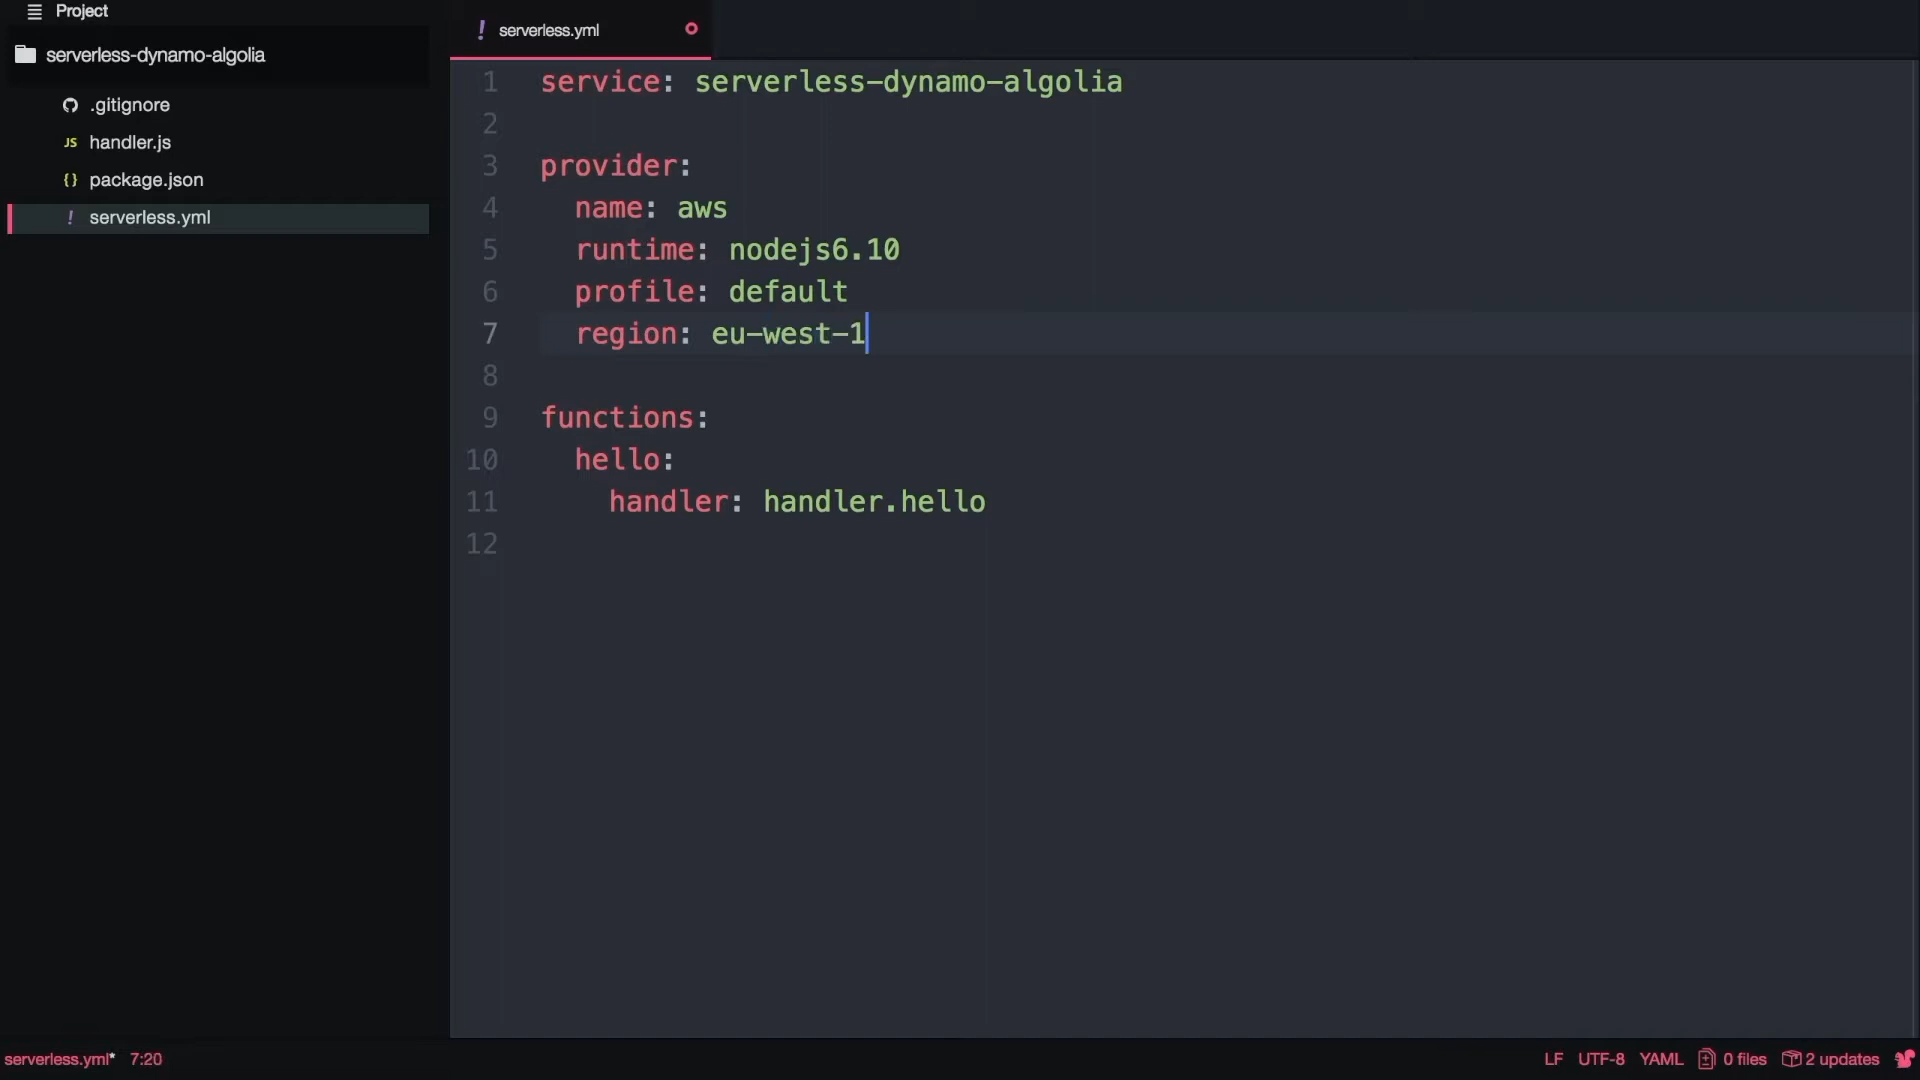 Project
serverless-dynamo-algolia
.gitignore
JS handler.js
{} package.json
! serverless.yml
! serverless.yml
1 service: serverless-dynamo-algolia
2
3 provider:
4   name: aws
5   runtime: nodejs6.10
6   profile: default
7   region: eu-west-1
8
9 functions:
10   hello:
11     handler: handler.hello
12
serverless.yml* 7:20
LF UTF-8 YAML 0 files 2 updates